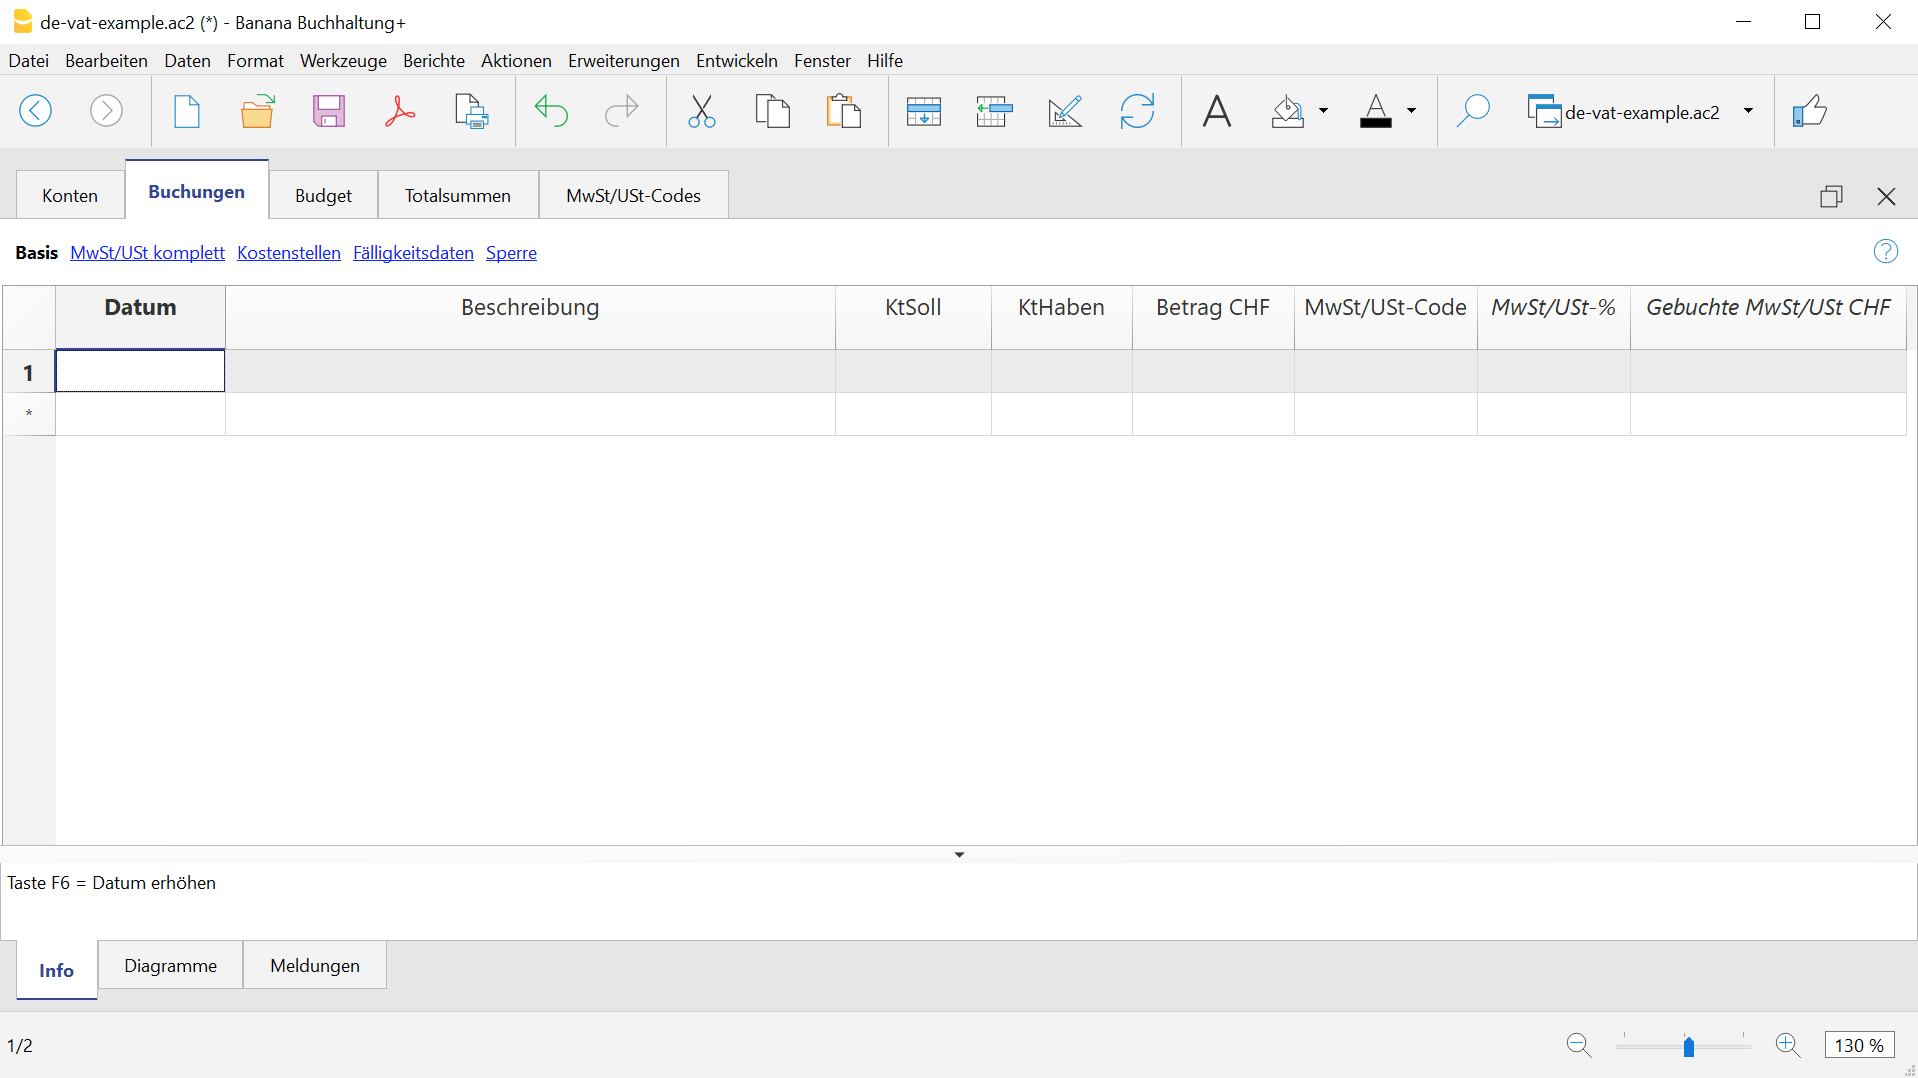 de-vat-example.ac2 (*) - Banana Buchhaltung+
Datei Bearbeiten Daten Format Werkzeuge Berichte Aktionen Erweiterungen Entwickeln Fenster Hilfe
de-vat-example.ac2
Konten Buchungen Budget Totalsummen MwSt/USt-Codes
Basis MwSt/USt komplett Kostenstellen Fälligkeitsdaten Sperre
Datum Beschreibung KtSoll KtHaben Betrag CHF MwSt/USt-Code MwSt/USt-% Gebuchte MwSt/USt CHF
1
*
Taste F6 = Datum erhöhen
Info Diagramme Meldungen
1/2 130 %